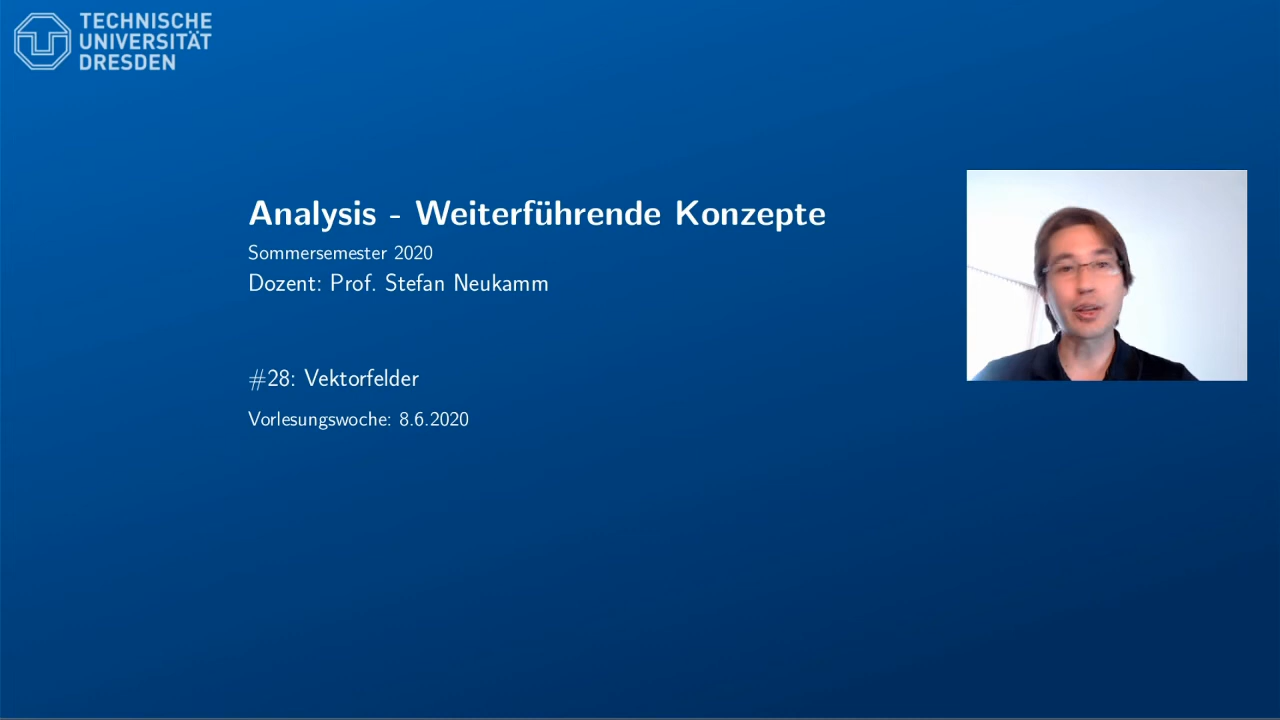 TECHNISCHE
UNIVERSITÄT
DRESDEN
Analysis - Weiterführende Konzepte
Sommersemester 2020
Dozent: Prof. Stefan Neukamm
#28: Vektorfelder
Vorlesungswoche: 8.6.2020